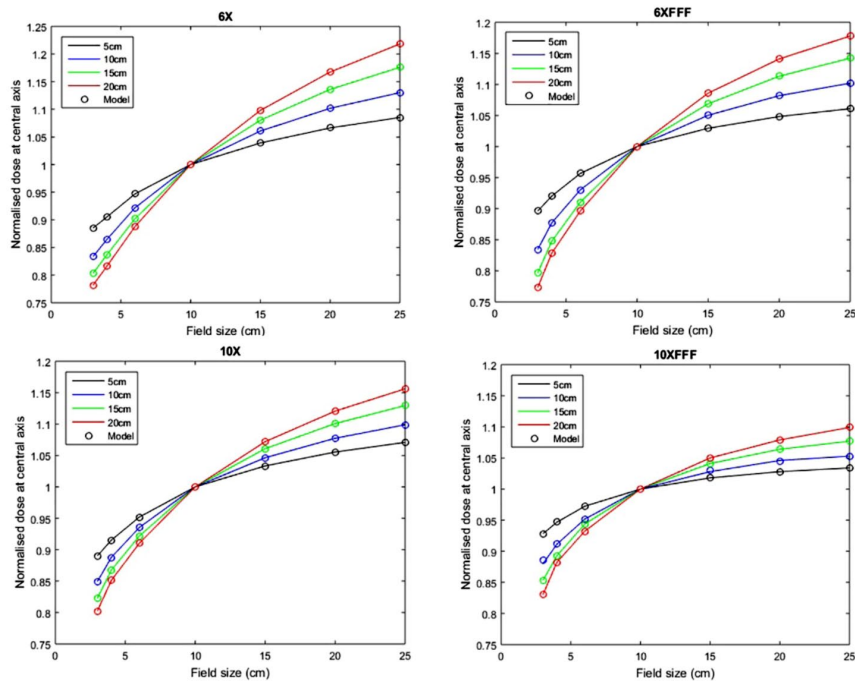 6X
1.25
1.2
1.15
1.1
1.05
1
0.95
0.9
0.85
0.8
0.75
0 5 10 15 20 25
Field size (cm)
Normalised dose at central axis
5cm
10cm
15cm
20cm
Model
6XFFF
1.2
1.15
1.1
1.05
1
0.95
0.9
0.85
0.8
0.75
0 5 10 15 20 25
Field size (cm)
Normalised dose at central axis
5cm
10cm
15cm
20cm
Model
10X
1.2
1.15
1.1
1.05
1
0.95
0.9
0.85
0.8
0.75
0 5 10 15 20 25
Field size (cm)
Normalised dose at central axis
5cm
10cm
15cm
20cm
Model
10XFFF
1.2
1.15
1.1
1.05
1
0.95
0.9
0.85
0.8
0.75
0 5 10 15 20 25
Field size (cm)
Normalised dose at central axis
5cm
10cm
15cm
20cm
Model